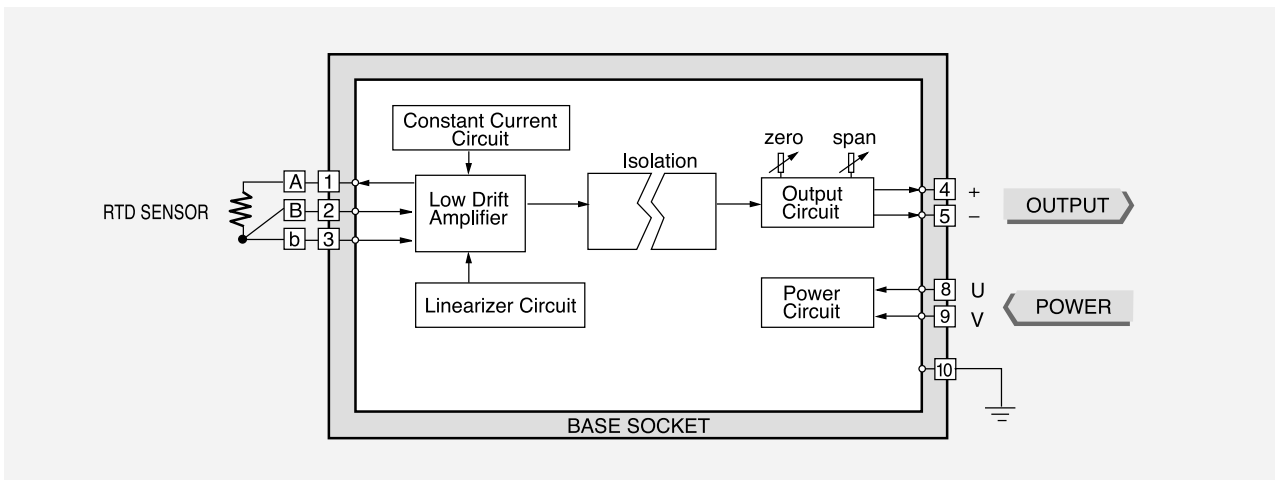 Constant Current
Circuit
zero
span
Isolation
RTD SENSOR
A
1
B
2
b
3
Low Drift
Amplifier
Output
Circuit
4
+
5
−
OUTPUT
Linearizer Circuit
Power
Circuit
8
U
9
V
POWER
10
BASE SOCKET